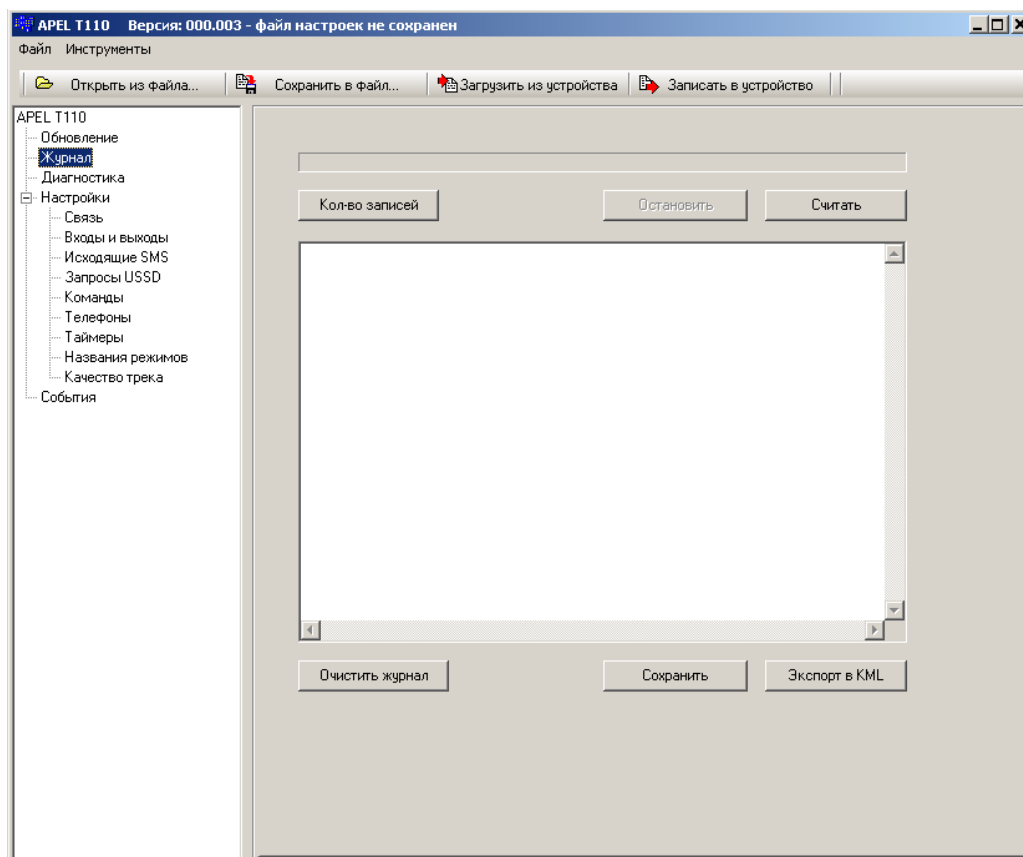 APEL T110 Версия: 000.003 - файл настроек не сохранен
Файл Инструменты
Открыть из файла... Сохранить в файл... Загрузить из устройства Записать в устройство
APEL T110
Обновление
Журнал
Диагностика
Настройки
Связь
Входы и выходы
Исходящие SMS
Запросы USSD
Команды
Телефоны
Таймеры
Названия режимов
Качество трека
События
Кол-во записей Остановить Считать
Очистить журнал Сохранить Экспорт в KML